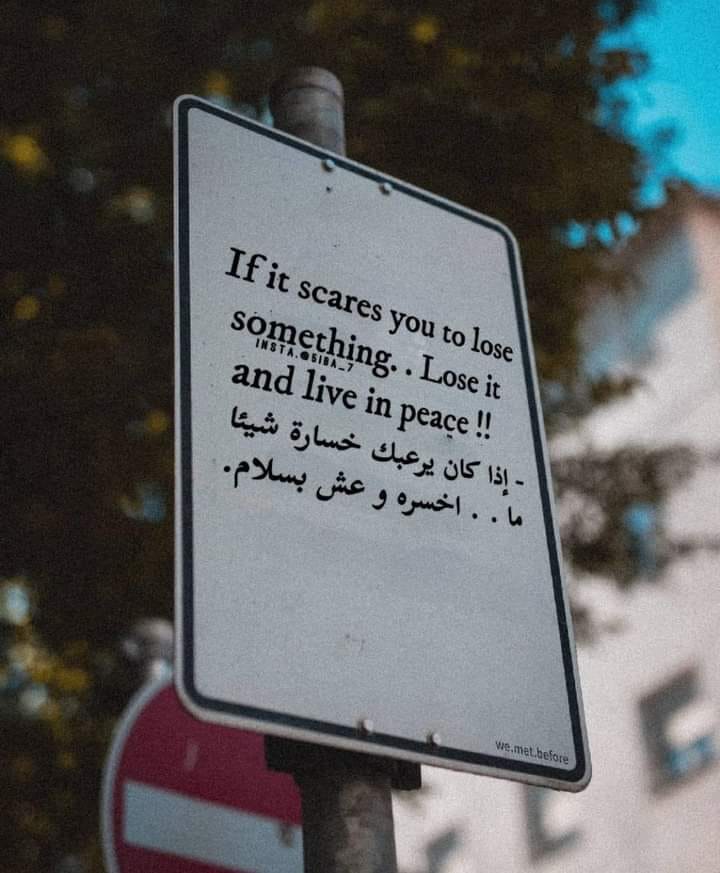 If it scares you to lose
something. . Lose it
INSTA.@SIBA_7
and live in peace !!
- إذا كان يرعبك خسارة شيئا
ما . . اخسره و عش بسلام.
we.met.before